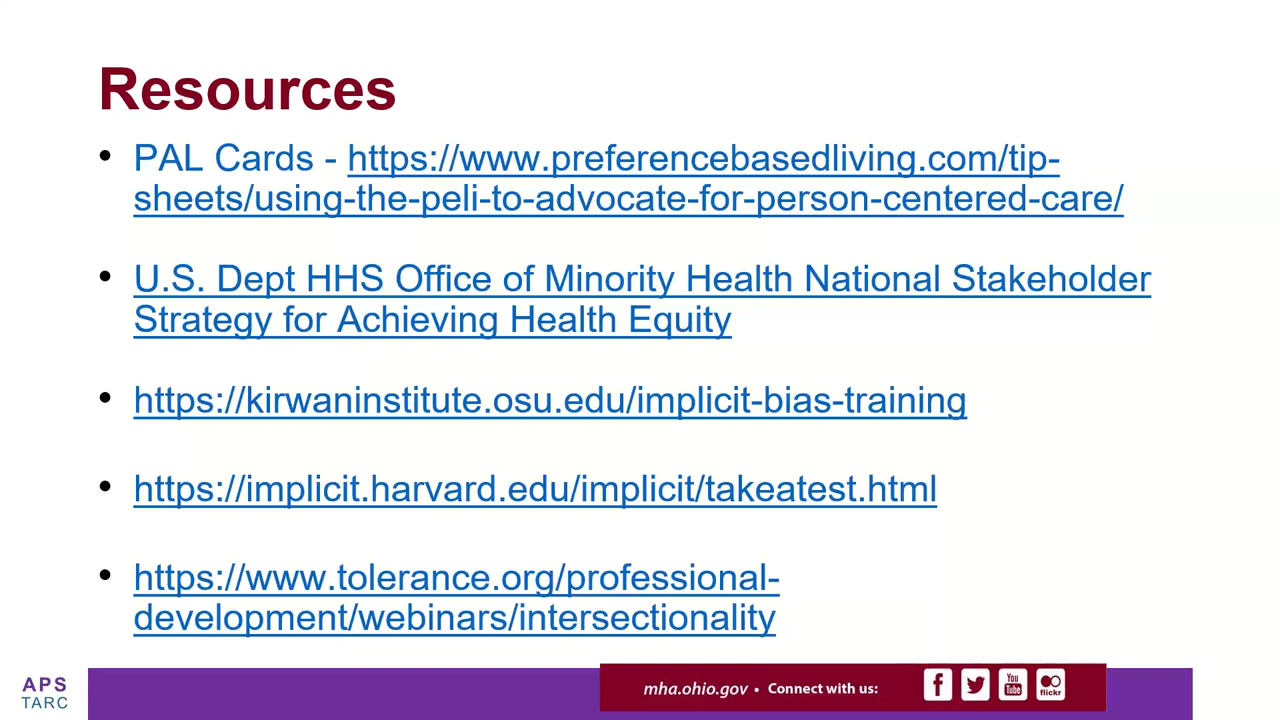 Resources
• PAL Cards - https://www.preferencebasedliving.com/tip-
sheets/using-the-peli-to-advocate-for-person-centered-care/
• U.S. Dept HHS Office of Minority Health National Stakeholder
Strategy for Achieving Health Equity
• https://kirwaninstitute.osu.edu/implicit-bias-training
• https://implicit.harvard.edu/implicit/takeatest.html
• https://www.tolerance.org/professional-
development/webinars/intersectionality
APS
TARC
mha.ohio.gov • Connect with us:
You
Tube
flickr